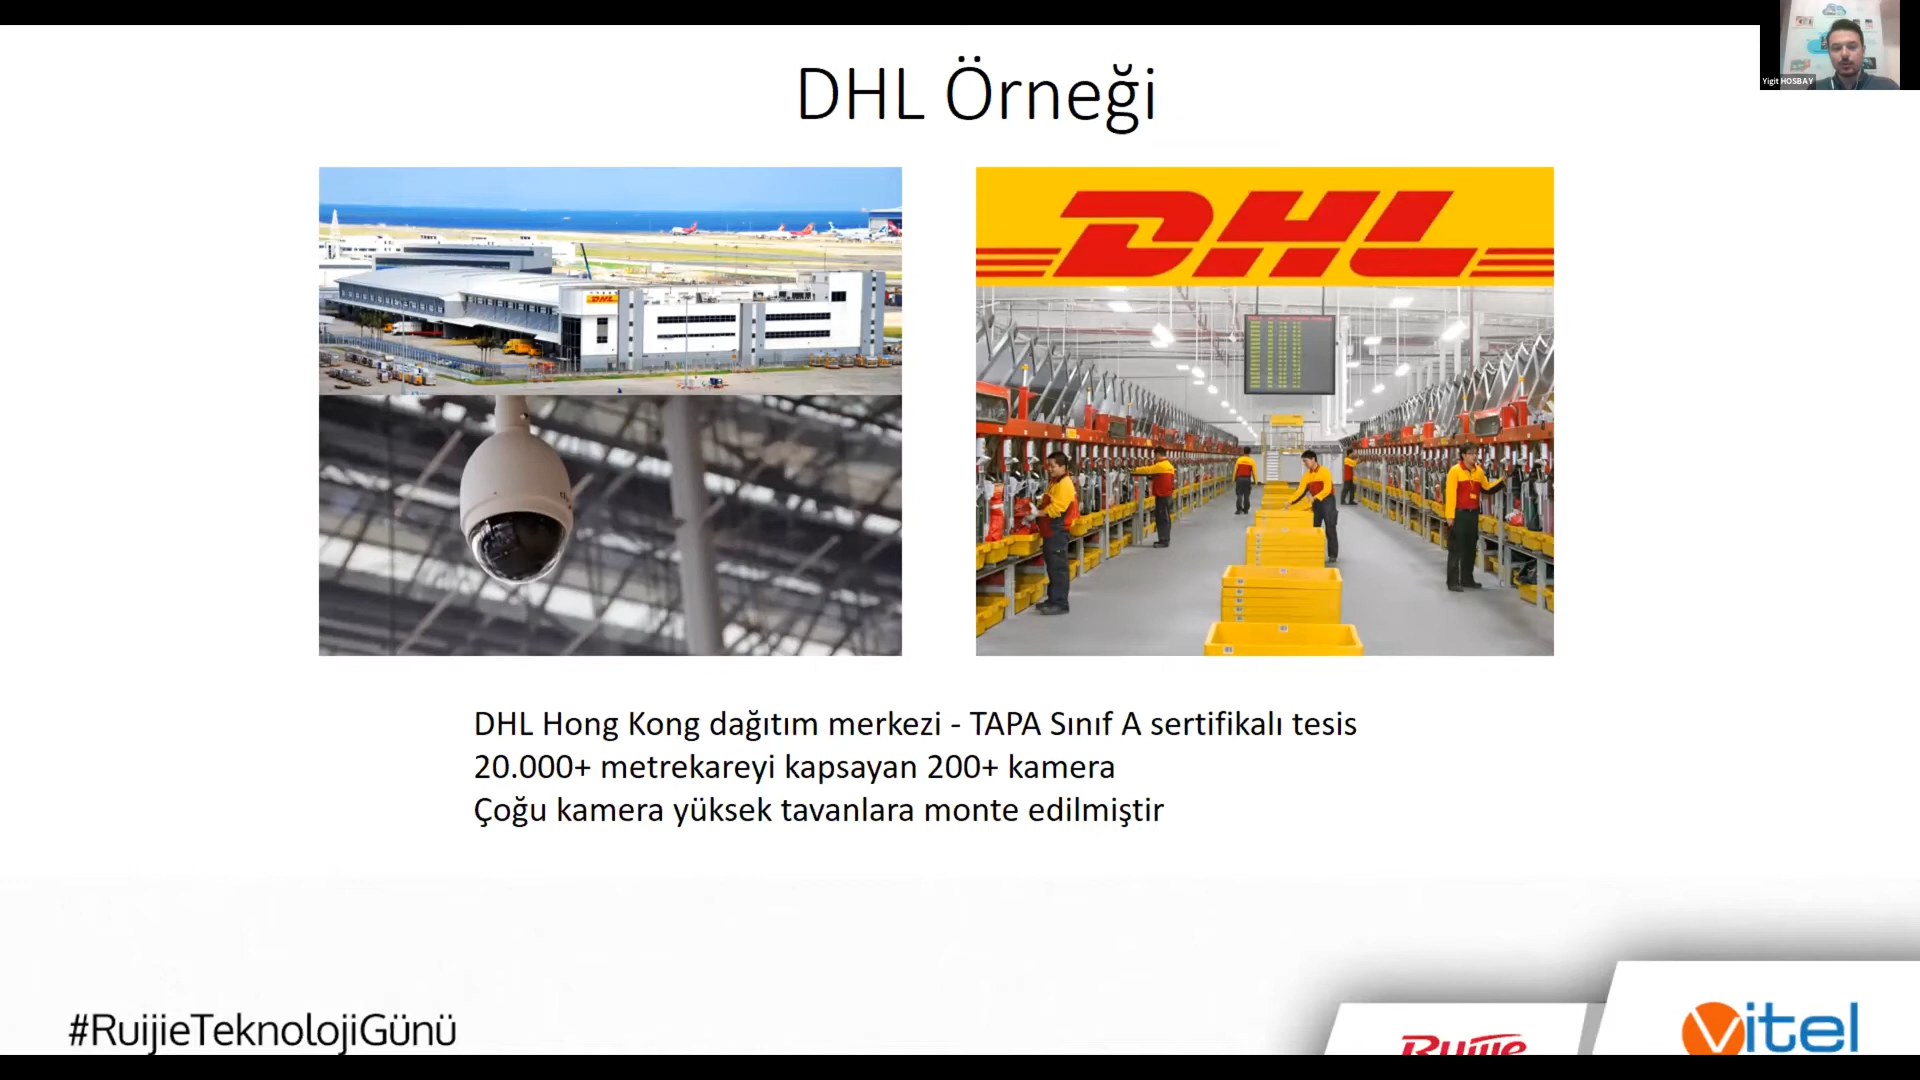 DHL Örneği
Yigit HOSBAY
DHL
DHL
DHL Hong Kong dağıtım merkezi - TAPA Sınıf A sertifikalı tesis
20.000+ metrekareyi kapsayan 200+ kamera
Çoğu kamera yüksek tavanlara monte edilmiştir
#RuijieTeknolojiGünü
Ruijie
vitel